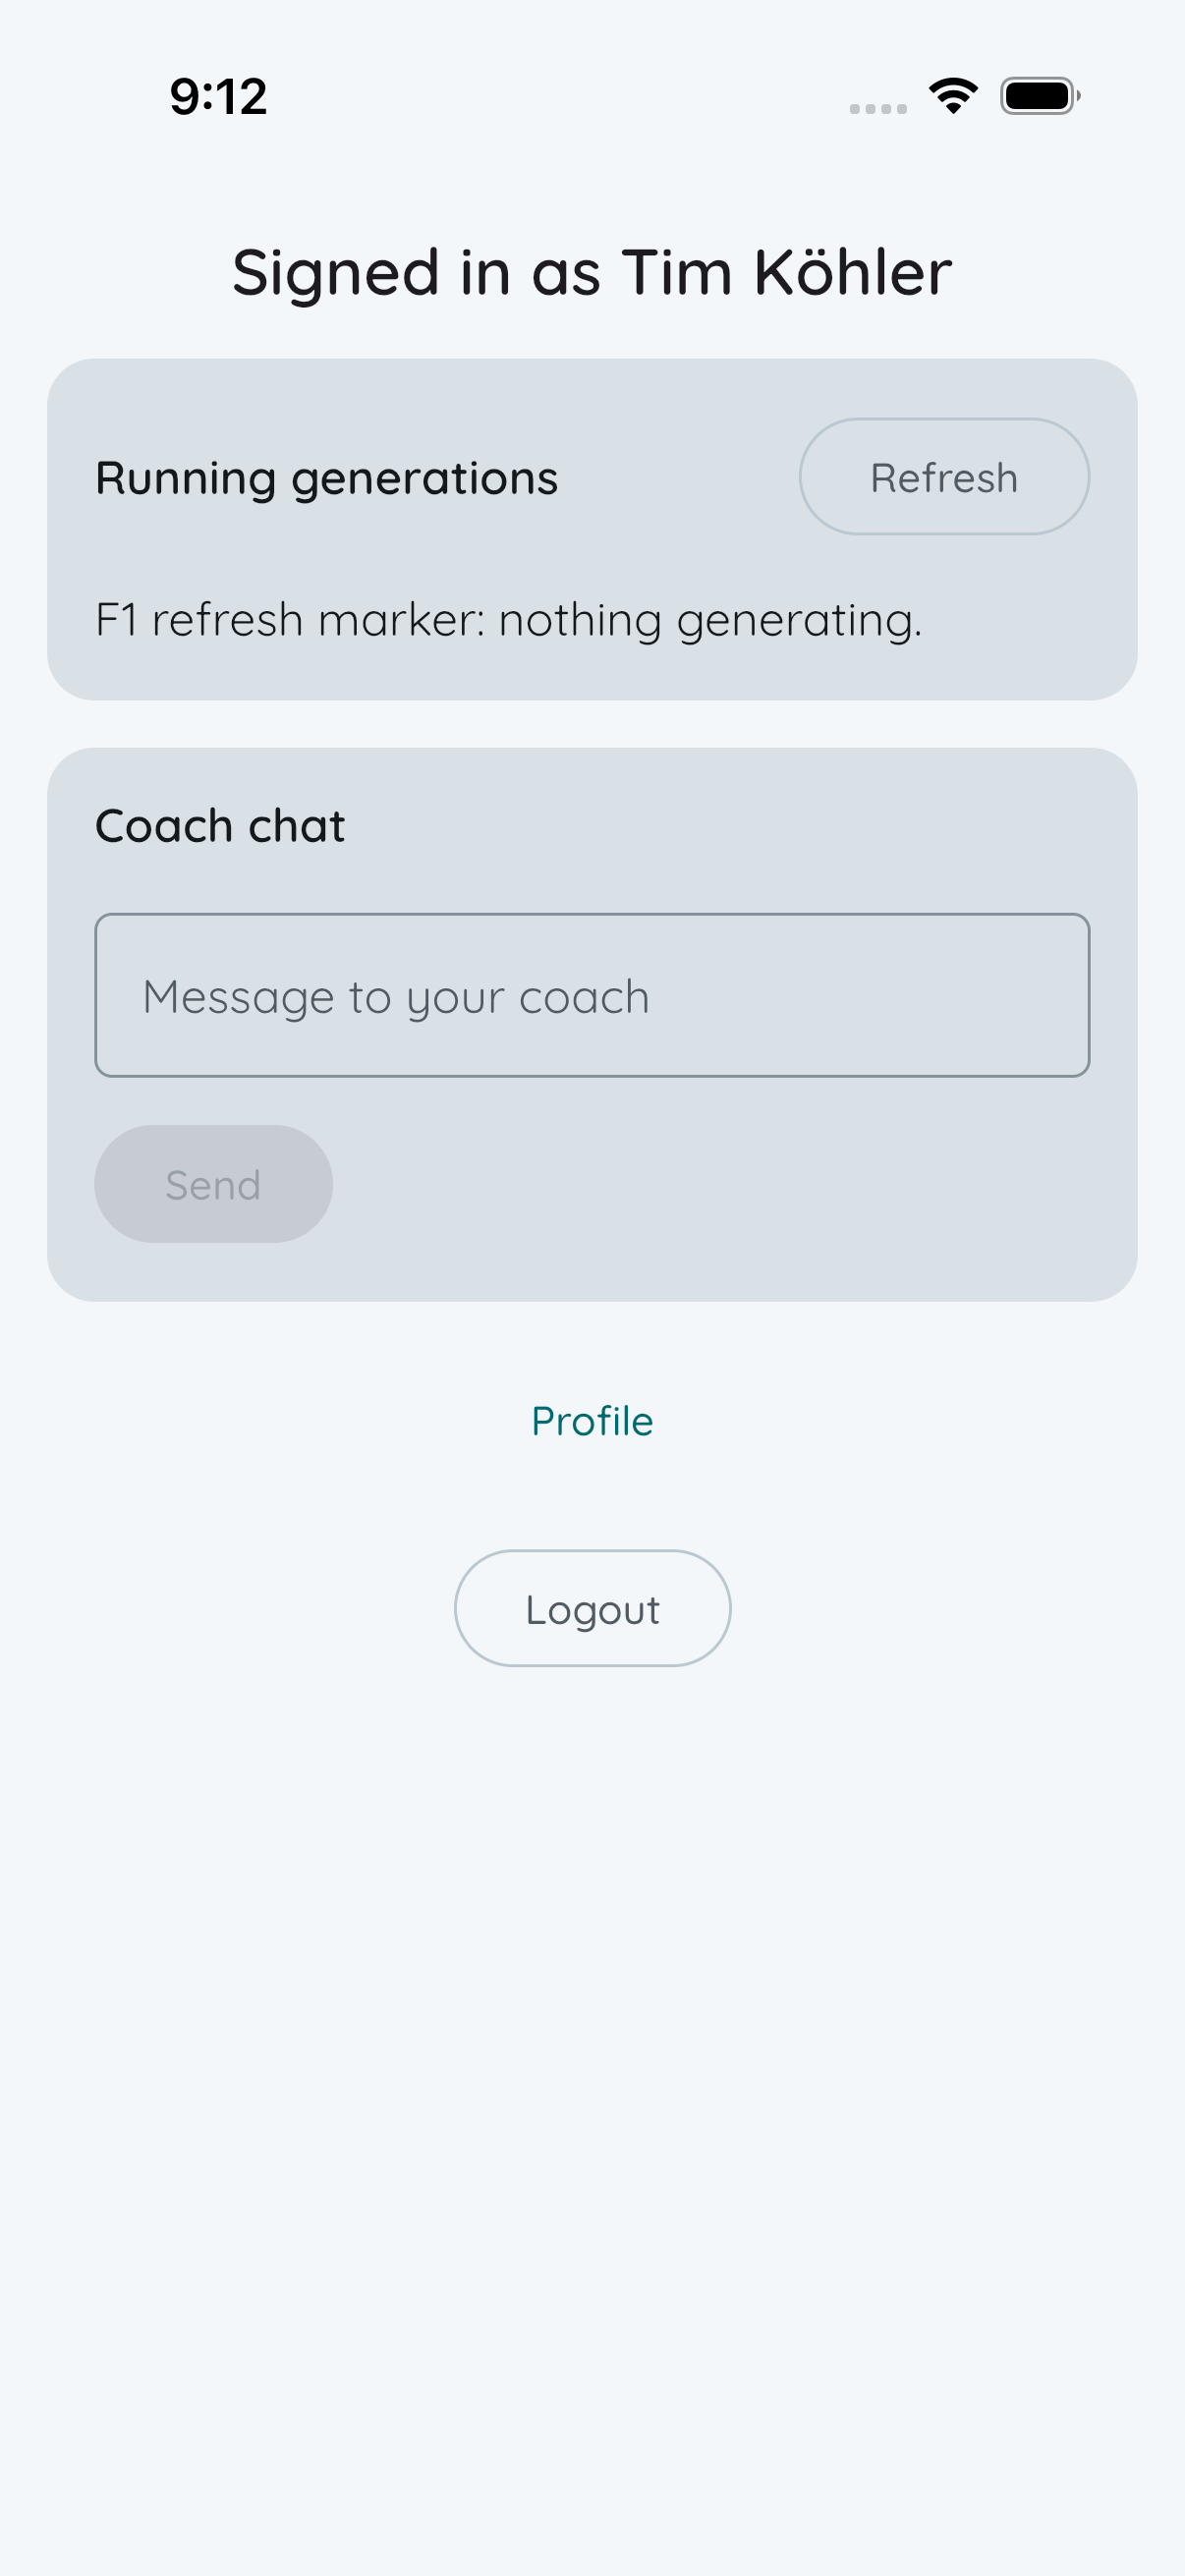 9:12
Signed in as Tim Köhler
Running generations
Refresh
F1 refresh marker: nothing generating.
Coach chat
Message to your coach
Send
Profile
Logout